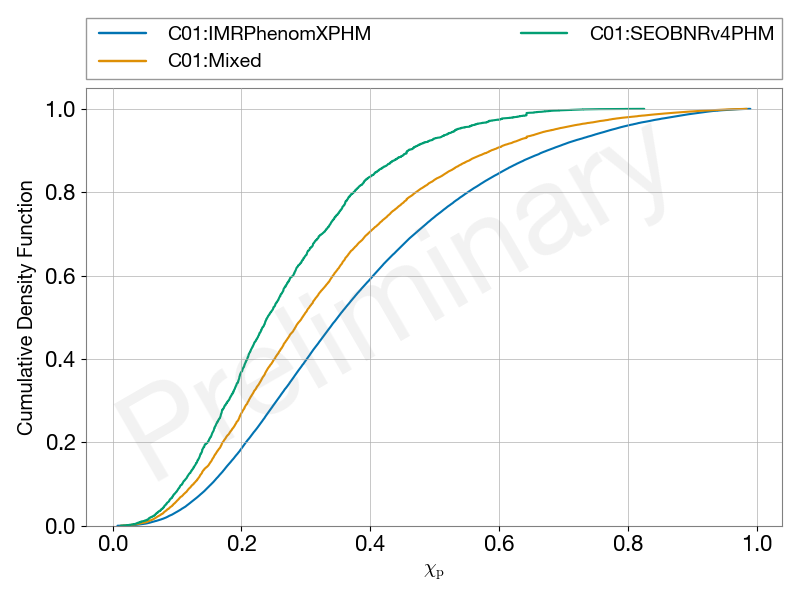 C01:IMRPhenomXPHM
C01:Mixed
C01:SEOBNRv4PHM
1.0
0.8
0.6
0.4
0.2
0.0
Cumulative Density Function
Preliminary
0.0 0.2 0.4 0.6 0.8 1.0
χp